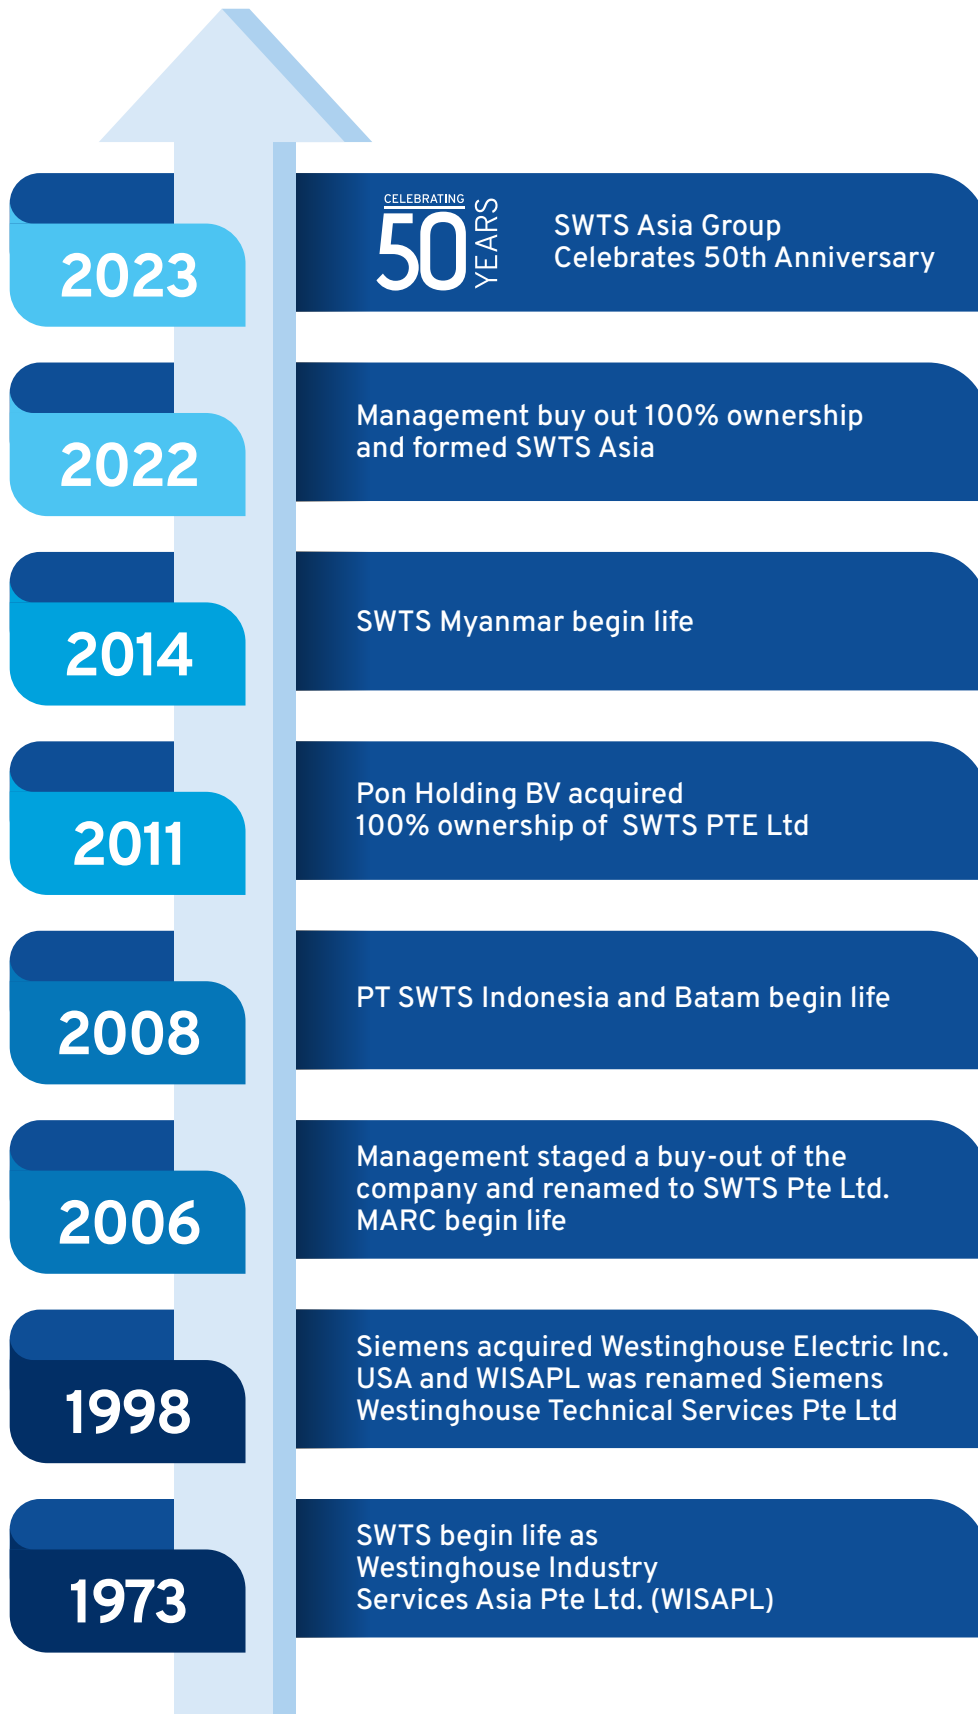 2023
CELEBRATING
50
YEARS
SWTS Asia Group
Celebrates 50th Anniversary
2022
Management buy out 100% ownership
and formed SWTS Asia
2014
SWTS Myanmar begin life
2011
Pon Holding BV acquired
100% ownership of SWTS PTE Ltd
2008
PT SWTS Indonesia and Batam begin life
2006
Management staged a buy-out of the
company and renamed to SWTS Pte Ltd.
MARC begin life
1998
Siemens acquired Westinghouse Electric Inc.
USA and WISAPL was renamed Siemens
Westinghouse Technical Services Pte Ltd
1973
SWTS begin life as
Westinghouse Industry
Services Asia Pte Ltd. (WISAPL)